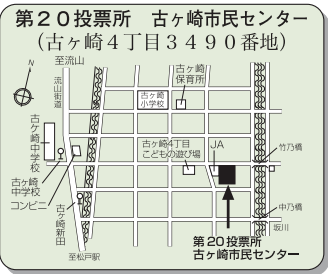 第20投票所　古ヶ崎市民センター
（古ヶ崎４丁目３４９０番地）
N
至流山
流山街道
古ヶ崎
保育所
古ヶ崎
小学校
古ケ崎中学校
古ヶ崎4丁目
こどもの遊び場
JA
竹乃橋
古ヶ崎
中学校
コンビニ
古ヶ崎新田
中乃橋
坂川
至松戸駅
第20投票所
古ヶ崎市民センター